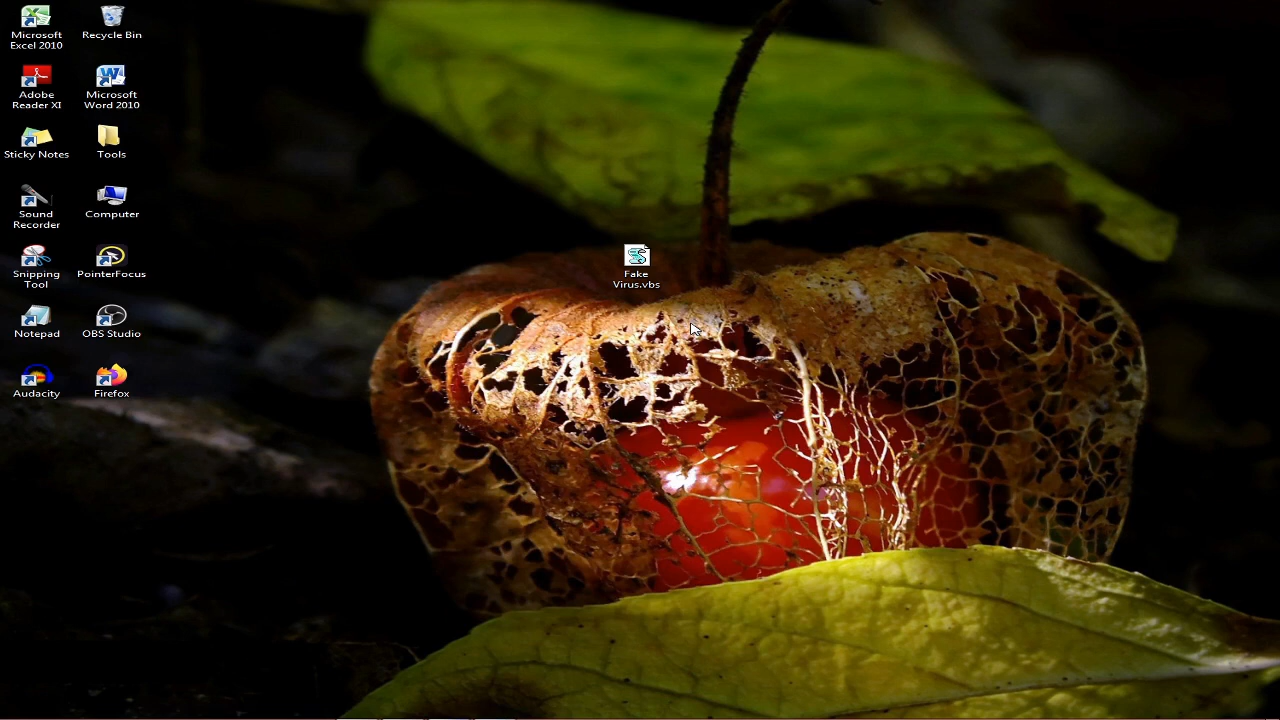 Microsoft
Excel 2010
Recycle Bin
Adobe
Reader XI
Microsoft
Word 2010
Sticky Notes
Tools
Sound
Recorder
Computer
Snipping
Tool
PointerFocus
Notepad
OBS Studio
Audacity
Firefox
Fake
Virus.vbs